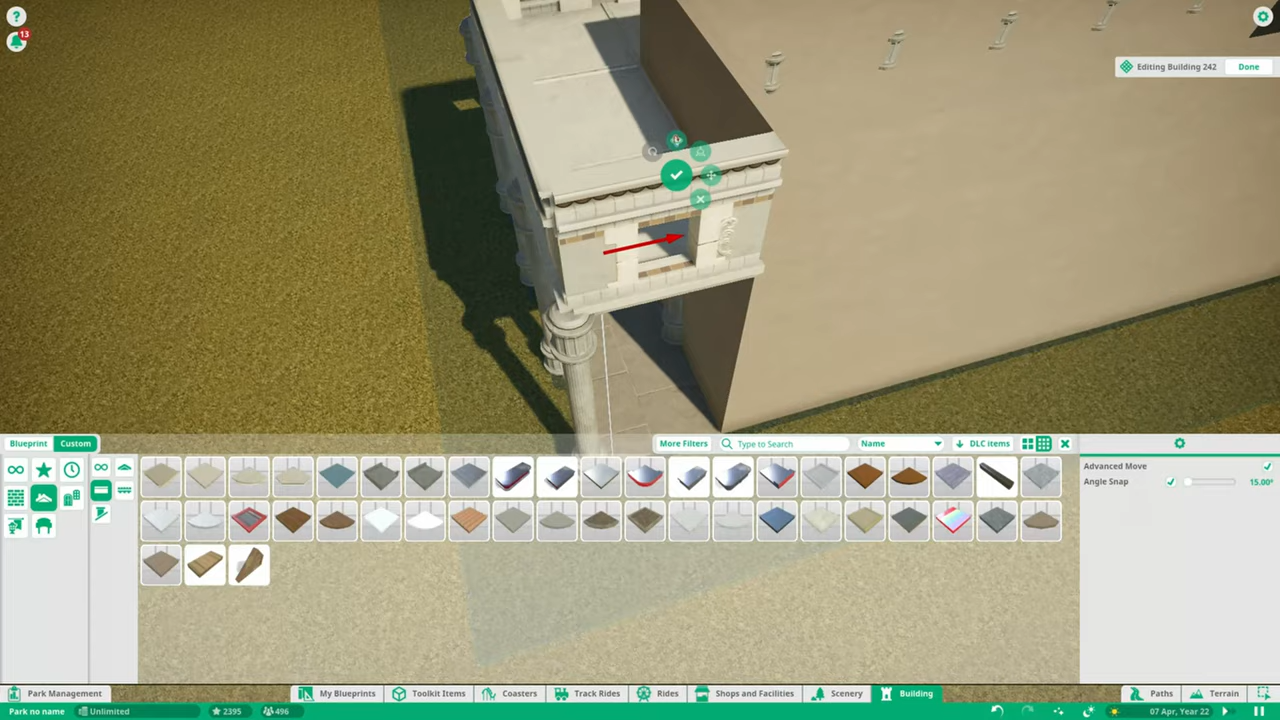 ?
13
Editing Building 242 Done
Blueprint Custom More Filters Type to Search Name DLC items
Advanced Move
Angle Snap 15.00°
Park Management My Blueprints Toolkit Items Coasters Track Rides Rides Shops and Facilities Scenery Building Paths Terrain
Park no name Unlimited 2395 496 07 Apr, Year 22